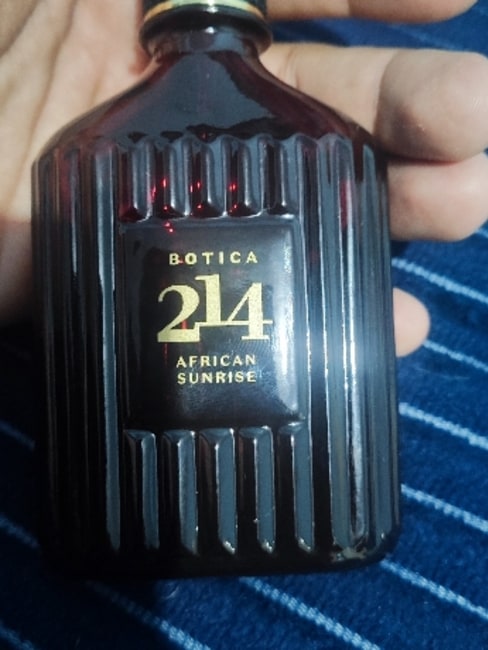 BOTICA
214
AFRICAN
SUNRISE